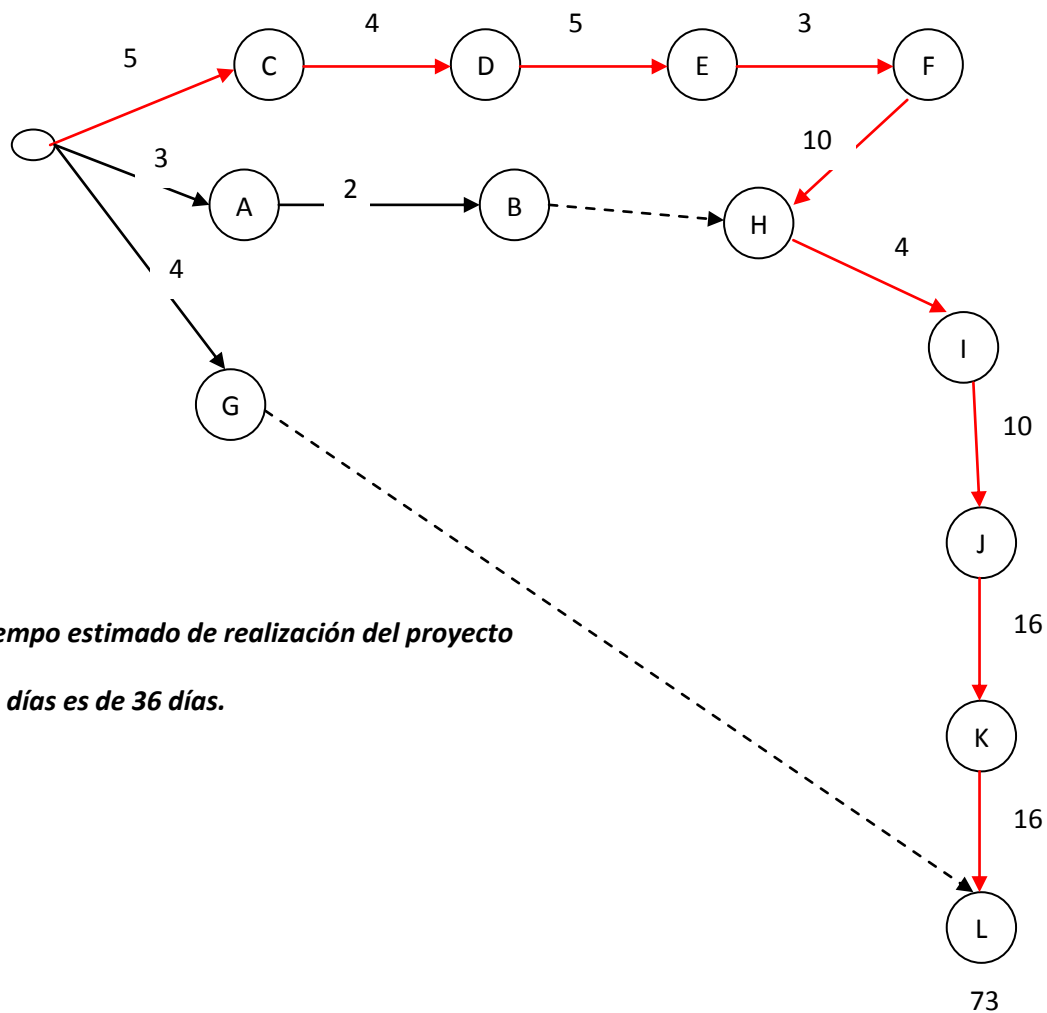 4
5
3
5
C
D
E
F
10
3
2
A
B
H
4
4
I
G
10
J
empo estimado de realización del proyecto
16
días es de 36 días.
K
16
L
73